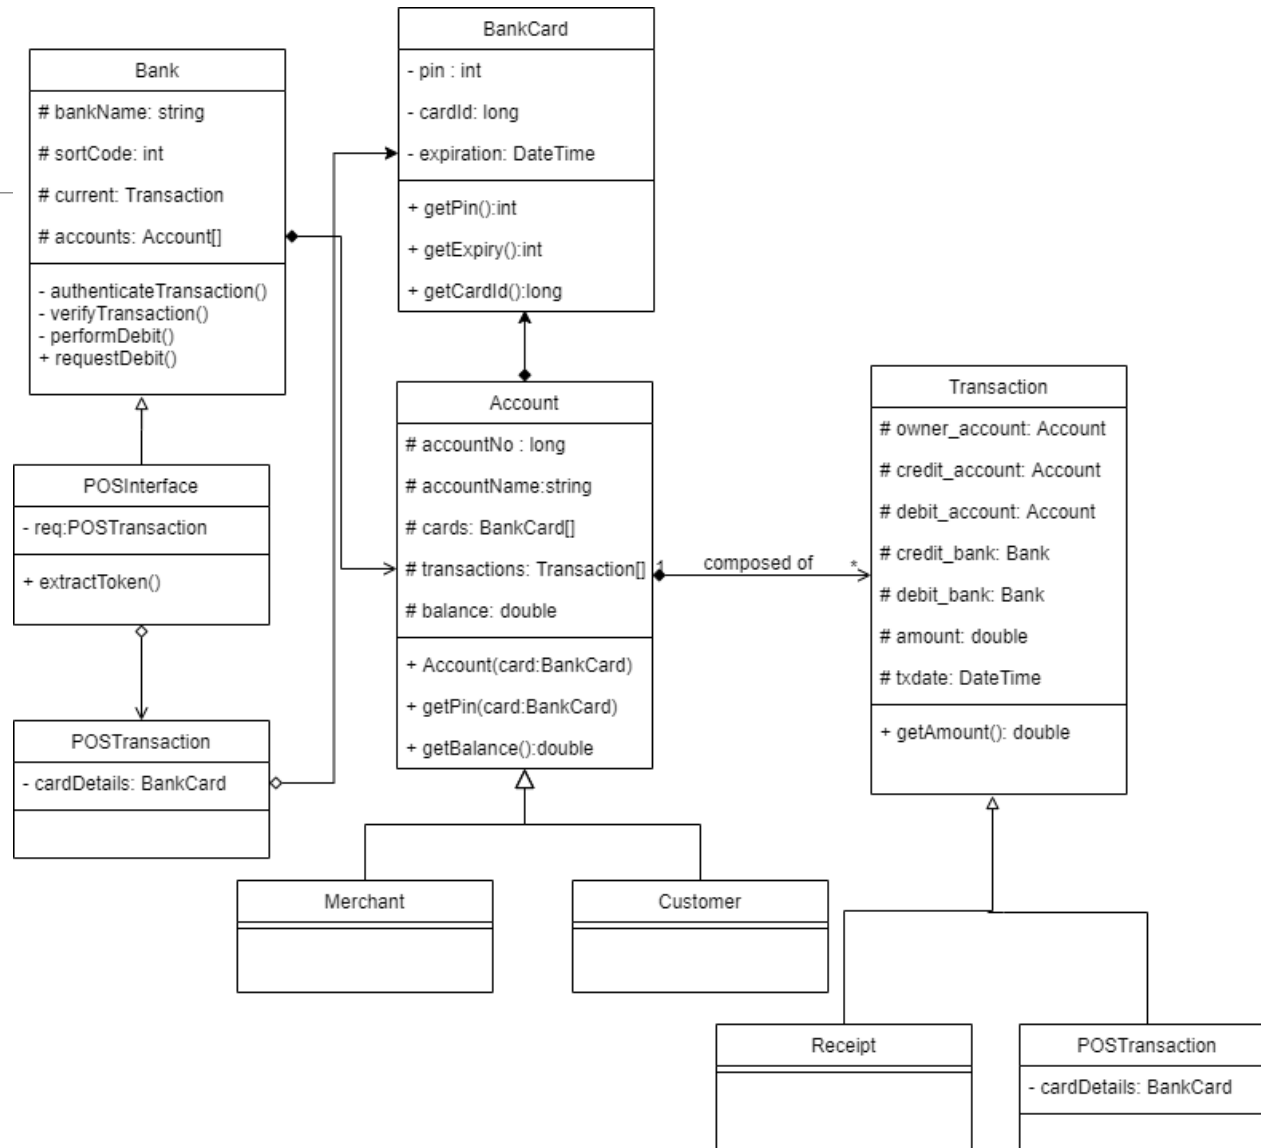 BankCard
- pin : int
- cardId: long
- expiration: DateTime
+ getPin():int
+ getExpiry():int
+ getCardId():long
Bank
# bankName: string
# sortCode: int
# current: Transaction
# accounts: Account[]
- authenticateTransaction()
- verifyTransaction()
- performDebit()
+ requestDebit()
POSInterface
- req:POSTransaction
+ extractToken()
POSTransaction
- cardDetails: BankCard
Account
# accountNo : long
# accountName:string
# cards: BankCard[]
# transactions: Transaction[]
# balance: double
+ Account(card:BankCard)
+ getPin(card:BankCard)
+ getBalance():double
1
composed of
*
Transaction
# owner_account: Account
# credit_account: Account
# debit_account: Account
# credit_bank: Bank
# debit_bank: Bank
# amount: double
# txdate: DateTime
+ getAmount(): double
Merchant
Customer
Receipt
POSTransaction
- cardDetails: BankCard